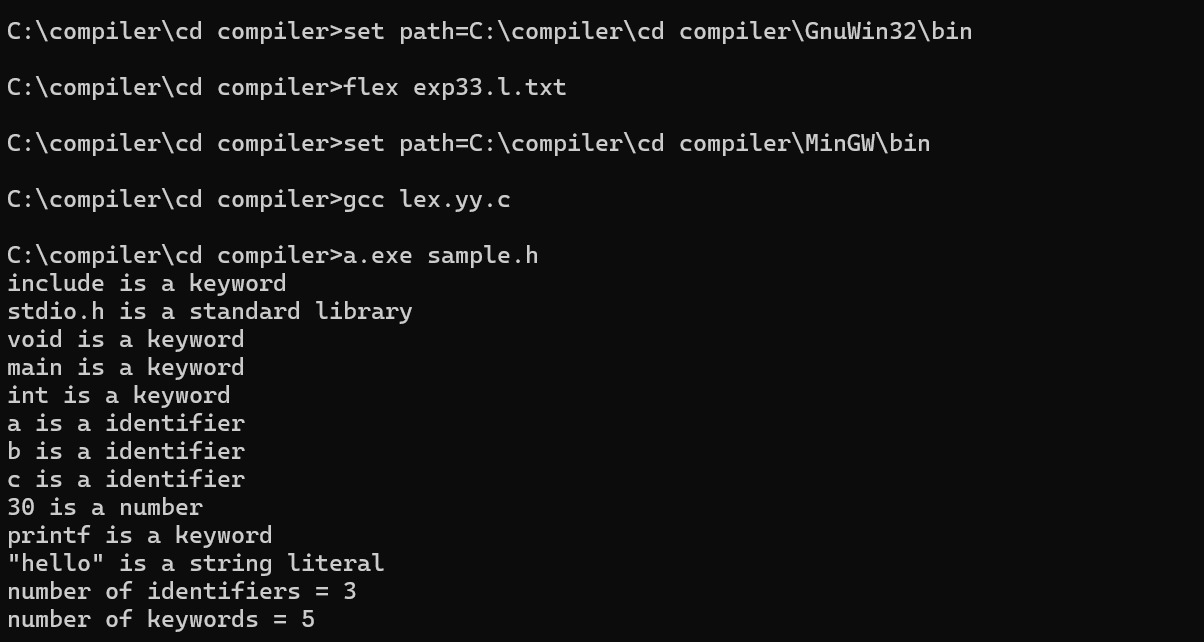 C:\compiler\cd compiler>set path=C:\compiler\cd compiler\GnuWin32\bin
C:\compiler\cd compiler>flex exp33.l.txt
C:\compiler\cd compiler>set path=C:\compiler\cd compiler\MinGW\bin
C:\compiler\cd compiler>gcc lex.yy.c
C:\compiler\cd compiler>a.exe sample.h
include is a keyword
stdio.h is a standard library
void is a keyword
main is a keyword
int is a keyword
a is a identifier
b is a identifier
c is a identifier
30 is a number
printf is a keyword
"hello" is a string literal
number of identifiers = 3
number of keywords = 5